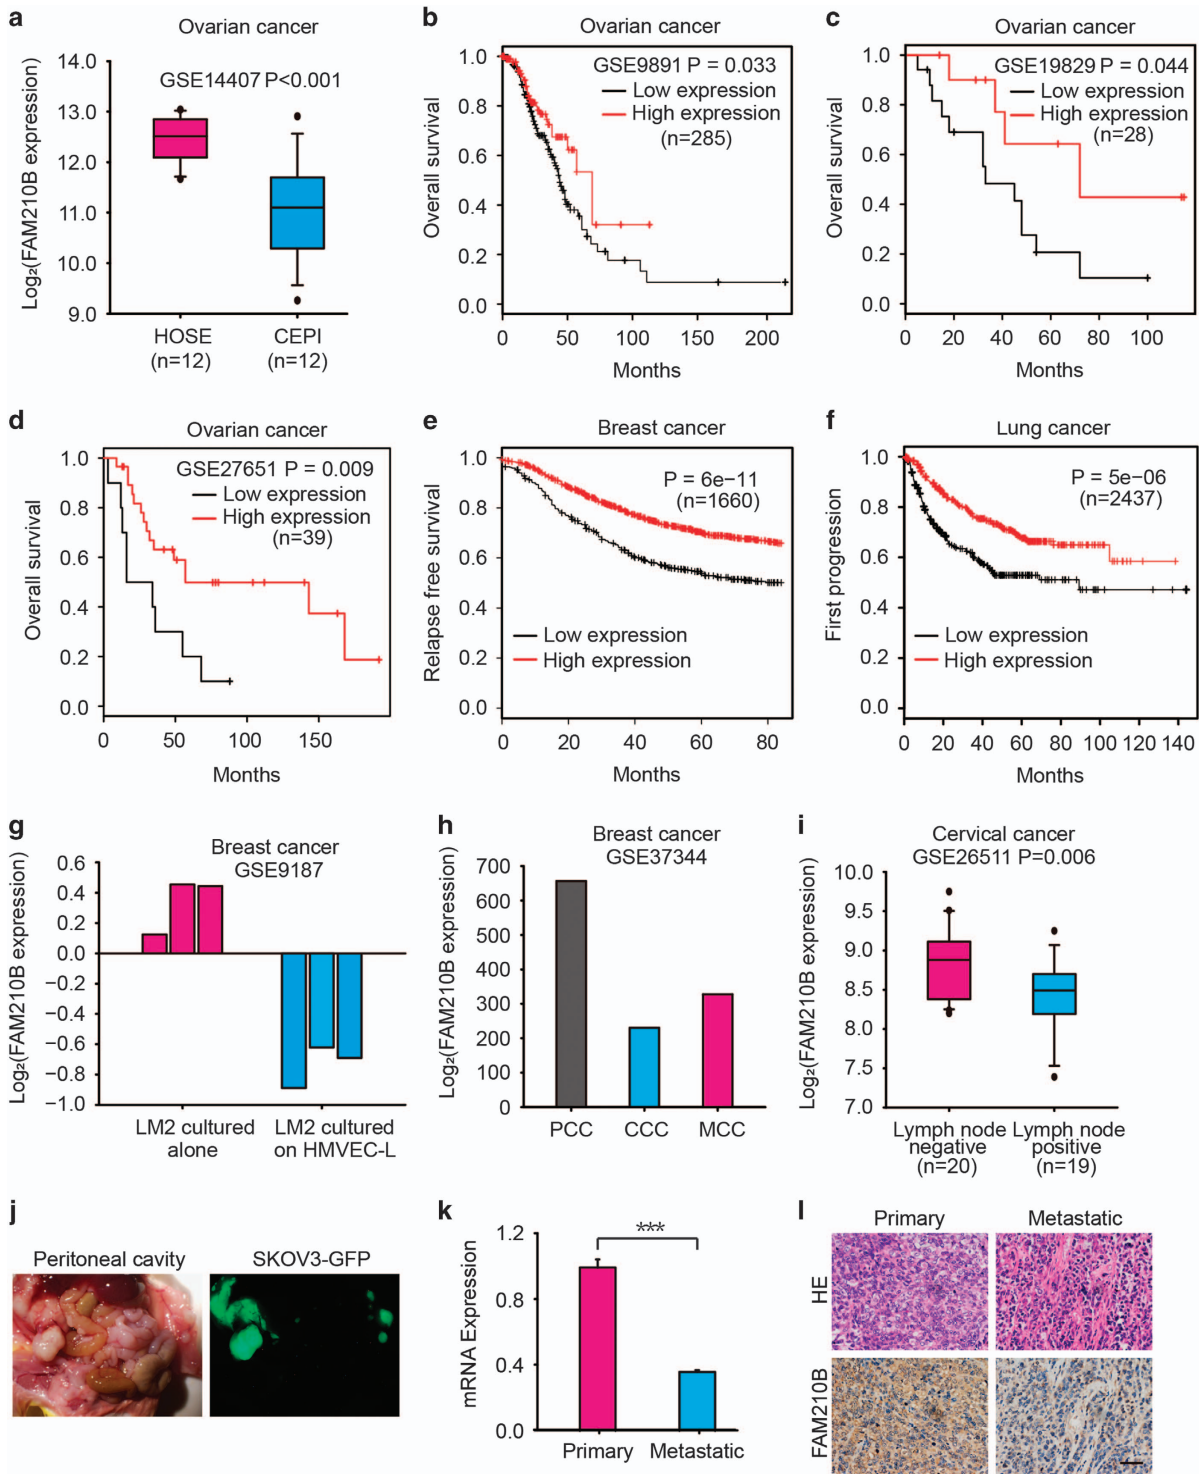 a
Ovarian cancer
GSE14407 P<0.001
Log₂(FAM210B expression)
14.0
13.0
12.0
11.0
10.0
9.0
HOSE
(n=12)
CEPI
(n=12)
b
Ovarian cancer
GSE9891 P = 0.033
Low expression
High expression
(n=285)
Overall survival
1.0
0.8
0.6
0.4
0.2
0.0
0 50 100 150 200
Months
c
Ovarian cancer
GSE19829 P = 0.044
Low expression
High expression
(n=28)
Overall survival
1.0
0.8
0.6
0.4
0.2
0.0
0 20 40 60 80 100
Months
d
Ovarian cancer
GSE27651 P = 0.009
Low expression
High expression
(n=39)
Overall survival
1.0
0.8
0.6
0.4
0.2
0.0
0 50 100 150
Months
e
Breast cancer
P = 6e−11
(n=1660)
Low expression
High expression
Relapse free survival
1.0
0.8
0.6
0.4
0.2
0.0
0 20 40 60 80
Months
f
Lung cancer
P = 5e−06
(n=2437)
Low expression
High expression
First progression
1.0
0.8
0.6
0.4
0.2
0.0
0 20 40 60 80 100 120 140
Months
g
Breast cancer
GSE9187
Log₂(FAM210B expression)
0.6
0.4
0.2
0.0
−0.2
−0.4
−0.6
−0.8
−1.0
LM2 cultured
alone
LM2 cultured
on HMVEC-L
h
Breast cancer
GSE37344
Log₂(FAM210B expression)
700
600
500
400
300
200
100
0
PCC CCC MCC
i
Cervical cancer
GSE26511 P=0.006
Log₂(FAM210B expression)
10.0
9.5
9.0
8.5
8.0
7.5
7.0
Lymph node
negative
(n=20)
Lymph node
positive
(n=19)
j
Peritoneal cavity
SKOV3-GFP
k
mRNA Expression
1.2
0.8
0.4
0.0
***
Primary Metastatic
l
Primary Metastatic
HE
FAM210B